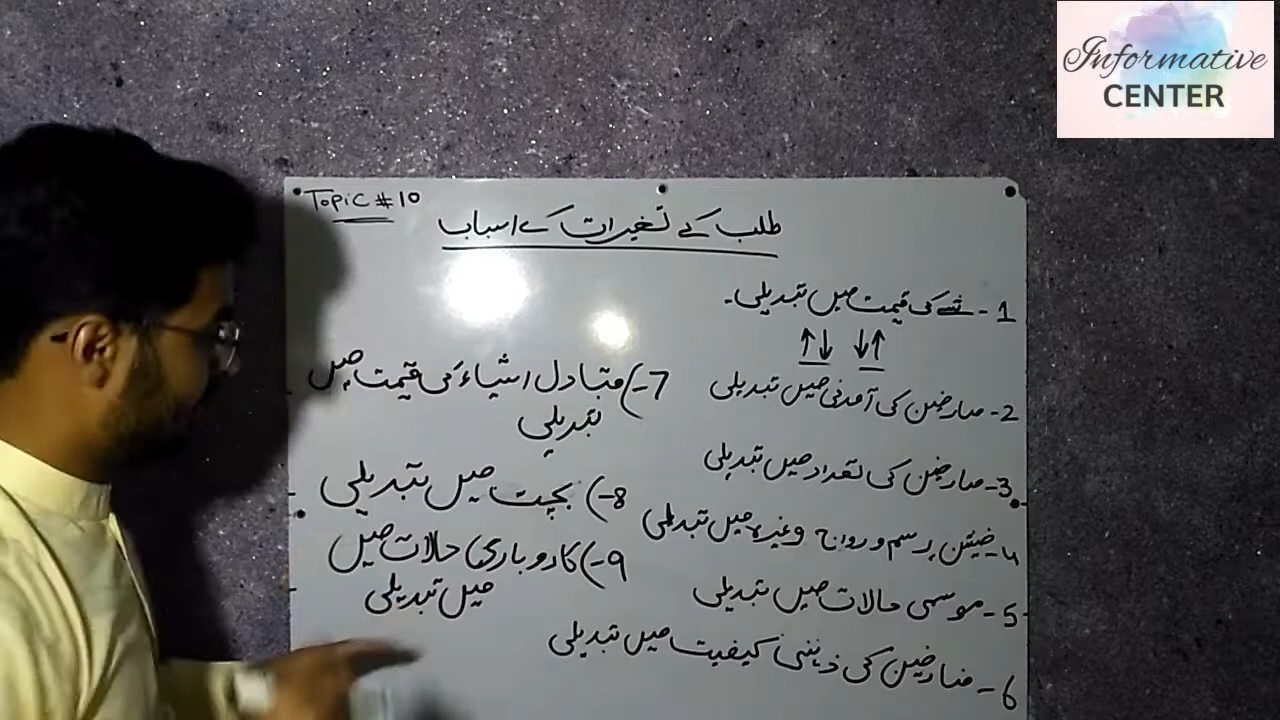 Informative
CENTER
Topic #10
طلب کے تغیرات کے اسباب
1- شے کی قیمت میں تبدیلی۔
↑↓ ↓↑
2- صارفین کی آمدنی میں تبدیلی
3- صارفین کی تعداد میں تبدیلی
4- فیشن، رسم و رواج وغیرہ میں تبدیلی
5- موسمی حالات میں تبدیلی
6- صارفین کی ذہنی کیفیت میں تبدیلی
7-) متبادل اشیاء کی قیمت میں
تبدیلی
8-) بچت میں تبدیلی
9-) کاروباری حالات میں
میں تبدیلی